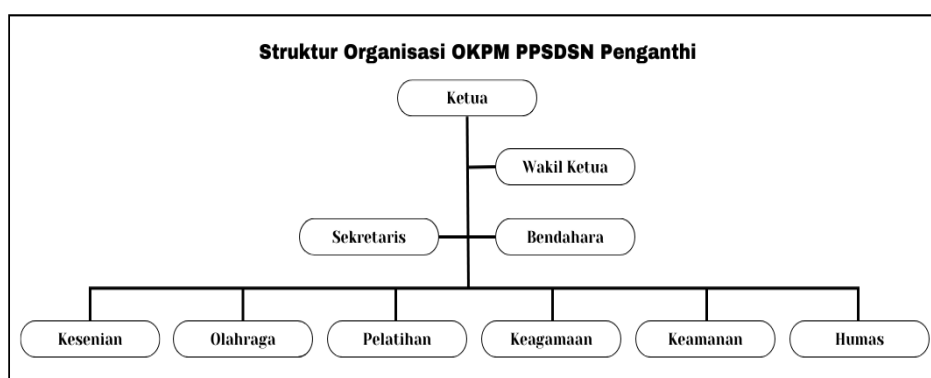 Struktur Organisasi OKPM PPSDSN Penganthi
Ketua
Wakil Ketua
Sekretaris
Bendahara
Kesenian
Olahraga
Pelatihan
Keagamaan
Keamanan
Humas